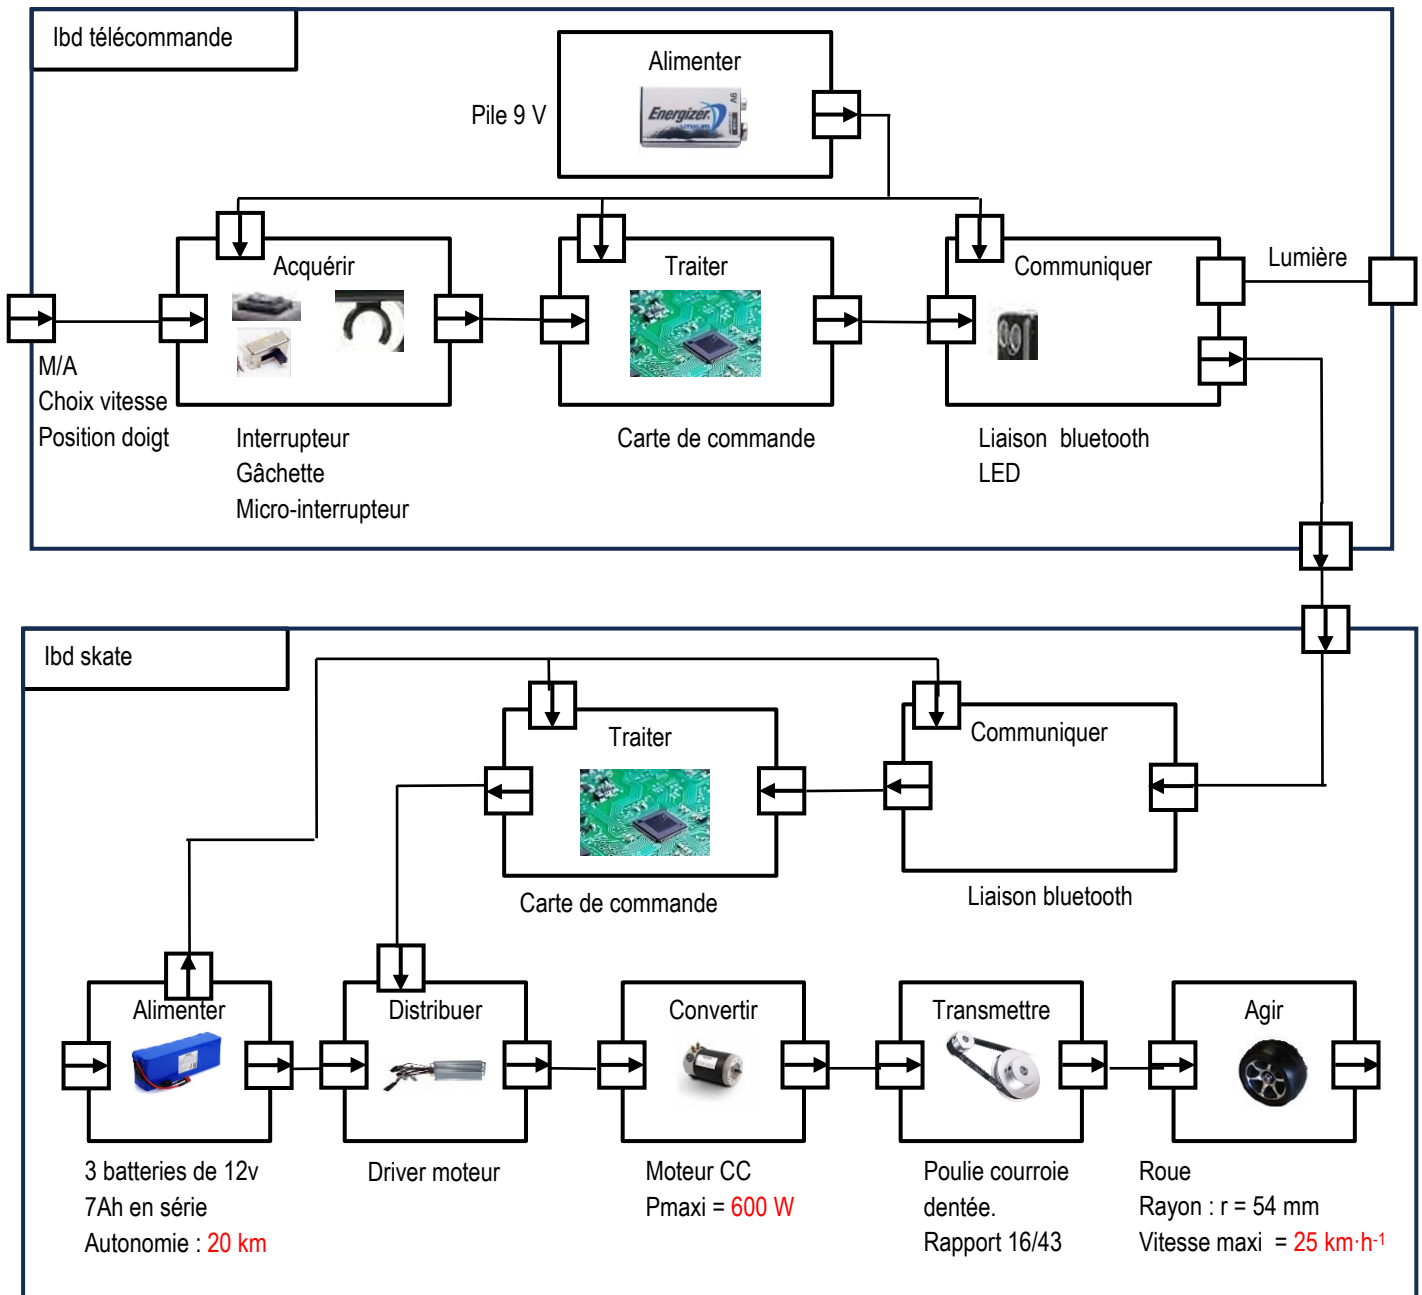 Ibd télécommande
Alimenter
Pile 9 V
Energizer
LITHIUM
9V
Acquérir
Traiter
Communiquer
Lumière
M/A
Choix vitesse
Position doigt
Interrupteur
Gâchette
Micro-interrupteur
Carte de commande
Liaison bluetooth
LED
Ibd skate
Traiter
Communiquer
Carte de commande
Liaison bluetooth
Alimenter
Distribuer
Convertir
Transmettre
Agir
3 batteries de 12v
7Ah en série
Autonomie : 20 km
Driver moteur
Moteur CC
Pmaxi = 600 W
Poulie courroie
dentée.
Rapport 16/43
Roue
Rayon : r = 54 mm
Vitesse maxi = 25 km·h-1